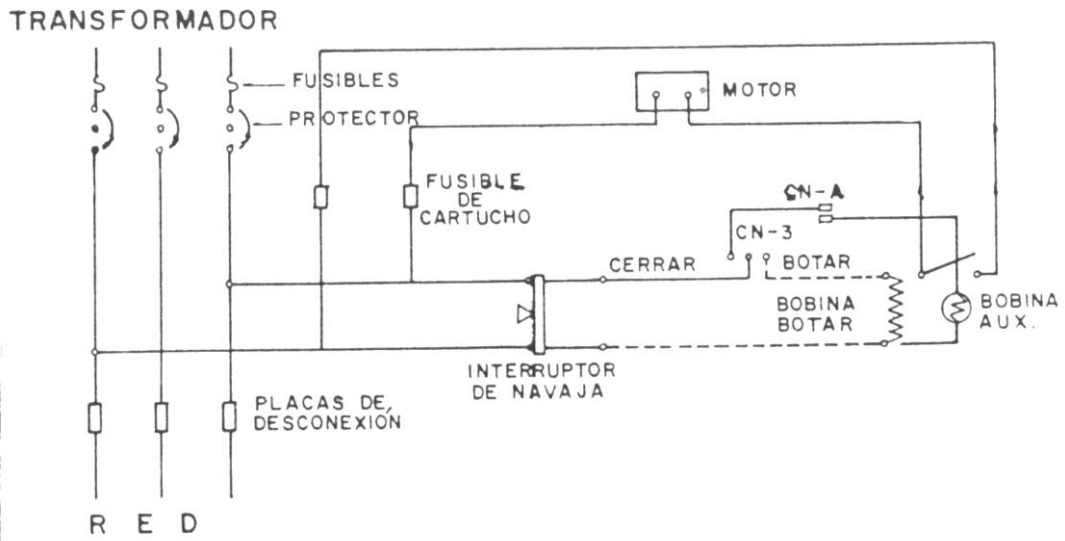 TRANSFORMADOR
FUSIBLES
PROTECTOR
MOTOR
FUSIBLE
DE
CARTUCHO
CN-A
CN-3
CERRAR
BOTAR
BOBINA
BOTAR
BOBINA
AUX.
INTERRUPTOR
DE NAVAJA
PLACAS DE,
DESCONEXIÓN
R E D